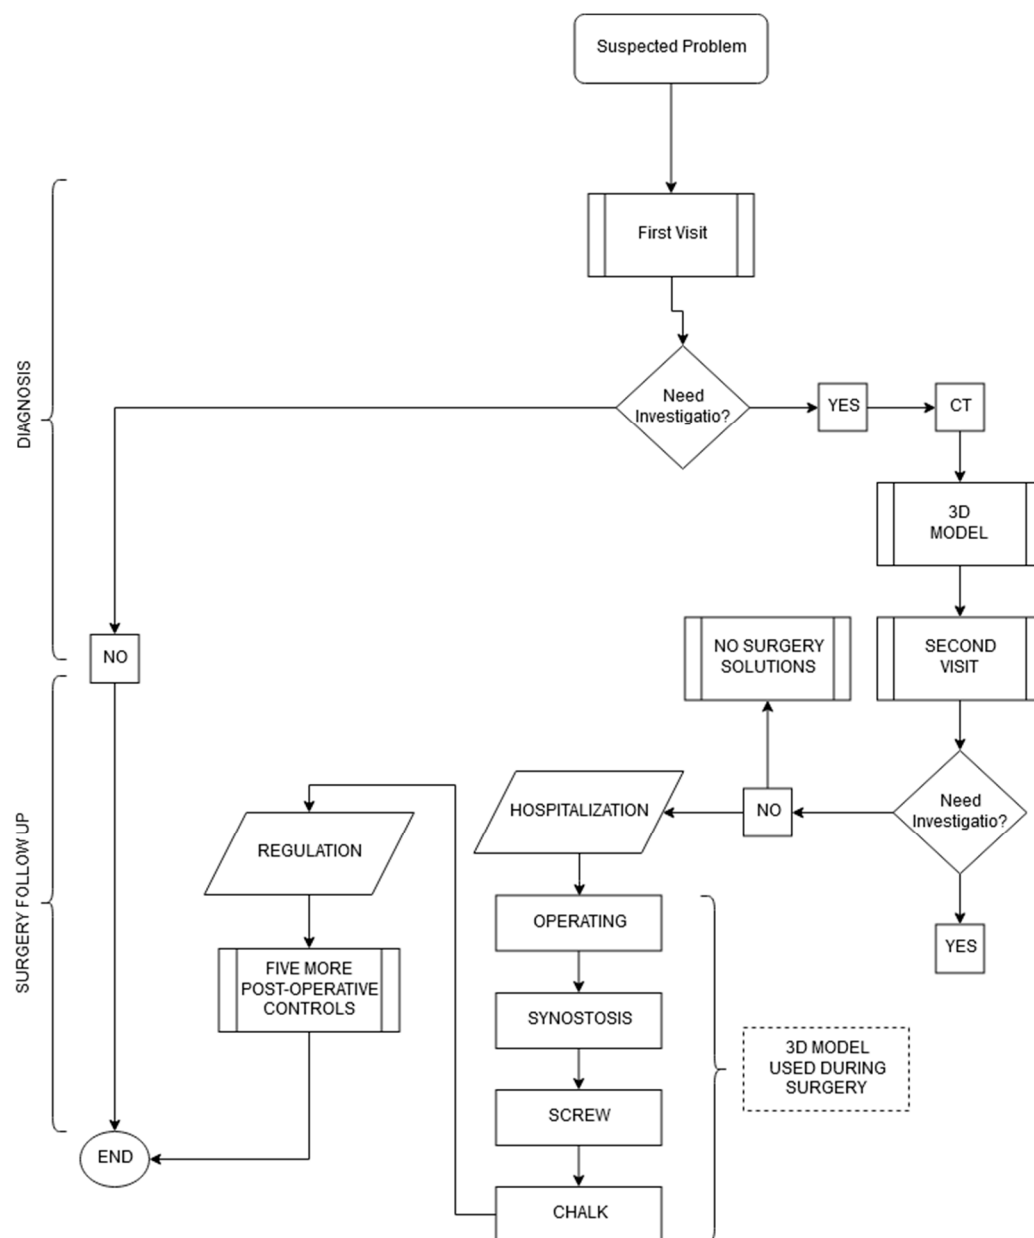 Suspected Problem
First Visit
DIAGNOSIS
Need
Investigatio?
YES
CT
3D
MODEL
NO
NO SURGERY
SOLUTIONS
SECOND
VISIT
SURGERY FOLLOW UP
REGULATION
HOSPITALIZATION
NO
Need
Investigatio?
OPERATING
YES
FIVE MORE
POST-OPERATIVE
CONTROLS
SYNOSTOSIS
3D MODEL
USED DURING
SURGERY
SCREW
END
CHALK